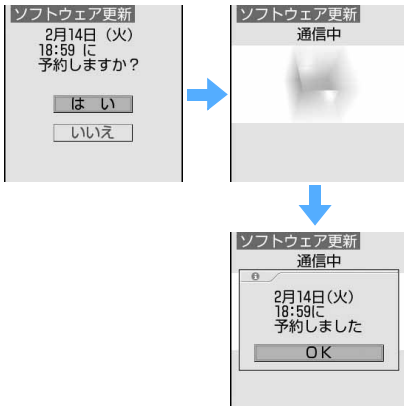 ソフトウェア更新
2月14日（火）
18:59 に
予約しますか？
は　い
いいえ
ソフトウェア更新
通信中
ソフトウェア更新
通信中
2月14日(火)
18:59に
予約しました
OK